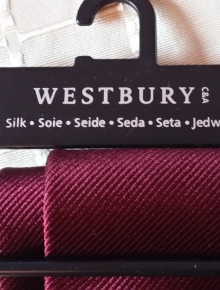 WESTBURY C&A
Silk • Soie • Seide • Seda • Seta • Jedw